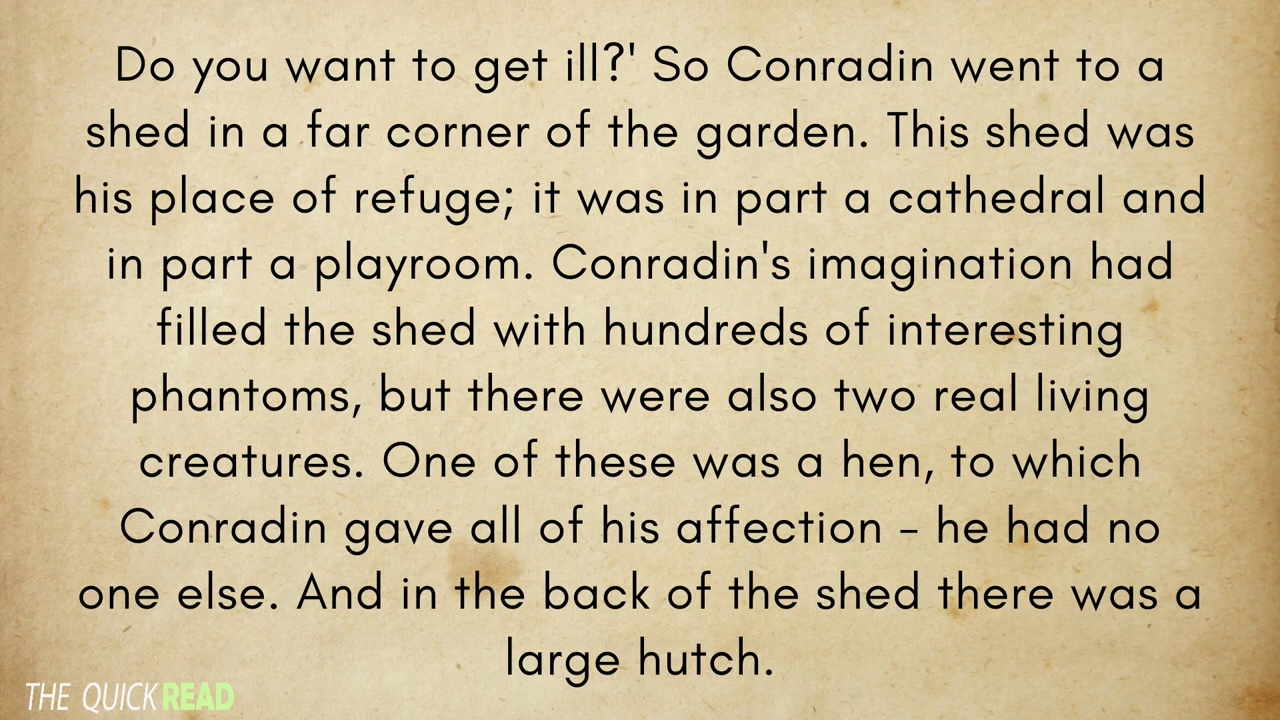 Do you want to get ill?' So Conradin went to a
shed in a far corner of the garden. This shed was
his place of refuge; it was in part a cathedral and
in part a playroom. Conradin's imagination had
filled the shed with hundreds of interesting
phantoms, but there were also two real living
creatures. One of these was a hen, to which
Conradin gave all of his affection – he had no
one else. And in the back of the shed there was a
large hutch.
THE QUICK READ